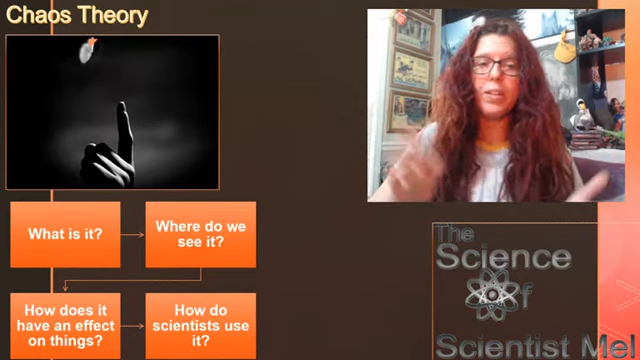 Chaos Theory
What is it?
Where do we
see it?
How does it
have an effect
on things?
How do
scientists use
it?
The
Science
of
Scientist Mel